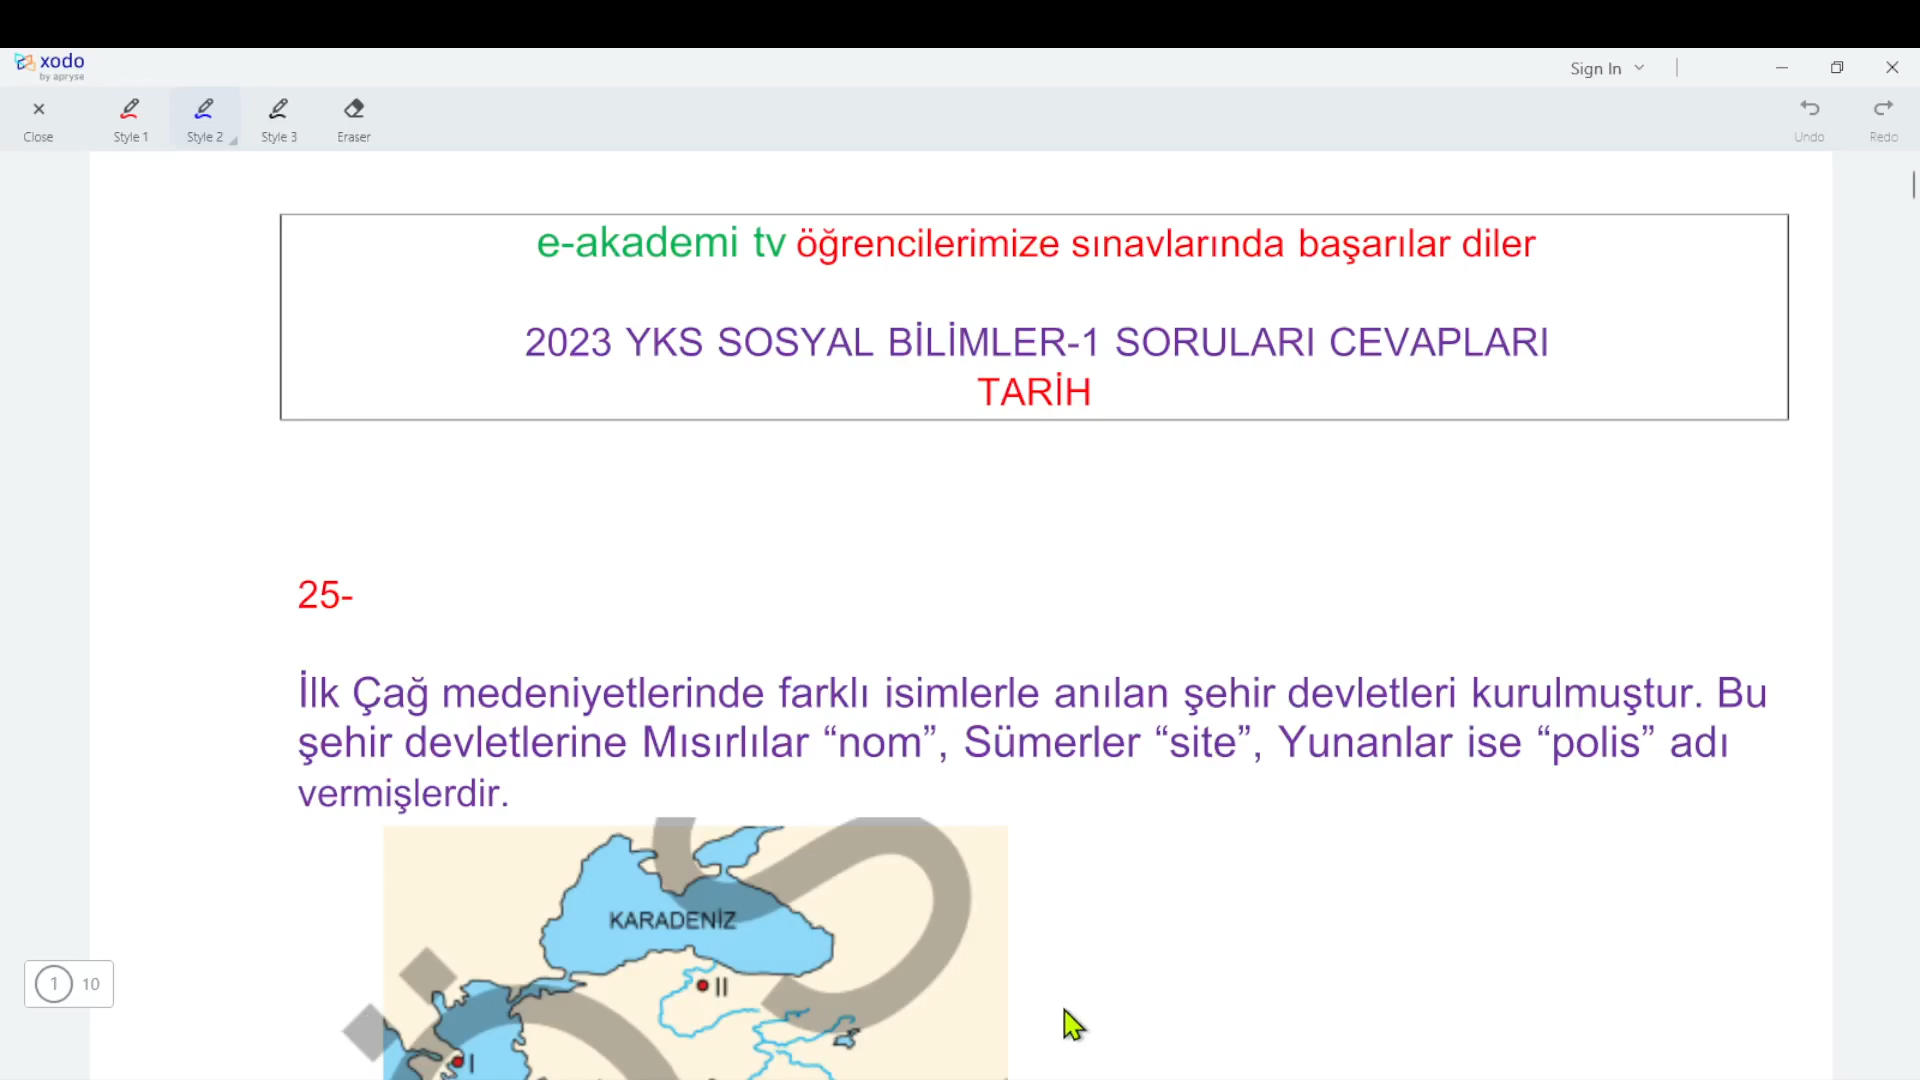 xodo
by apryse
Sign In
Close
Style 1
Style 2
Style 3
Eraser
Undo
Redo
e-akademi tv öğrencilerimize sınavlarında başarılar diler
2023 YKS SOSYAL BİLİMLER-1 SORULARI CEVAPLARI
TARİH
25-
İlk Çağ medeniyetlerinde farklı isimlerle anılan şehir devletleri kurulmuştur. Bu
şehir devletlerine Mısırlılar “nom”, Sümerler “site”, Yunanlar ise “polis” adı
vermişlerdir.
KARADENİZ
II
I
1 10